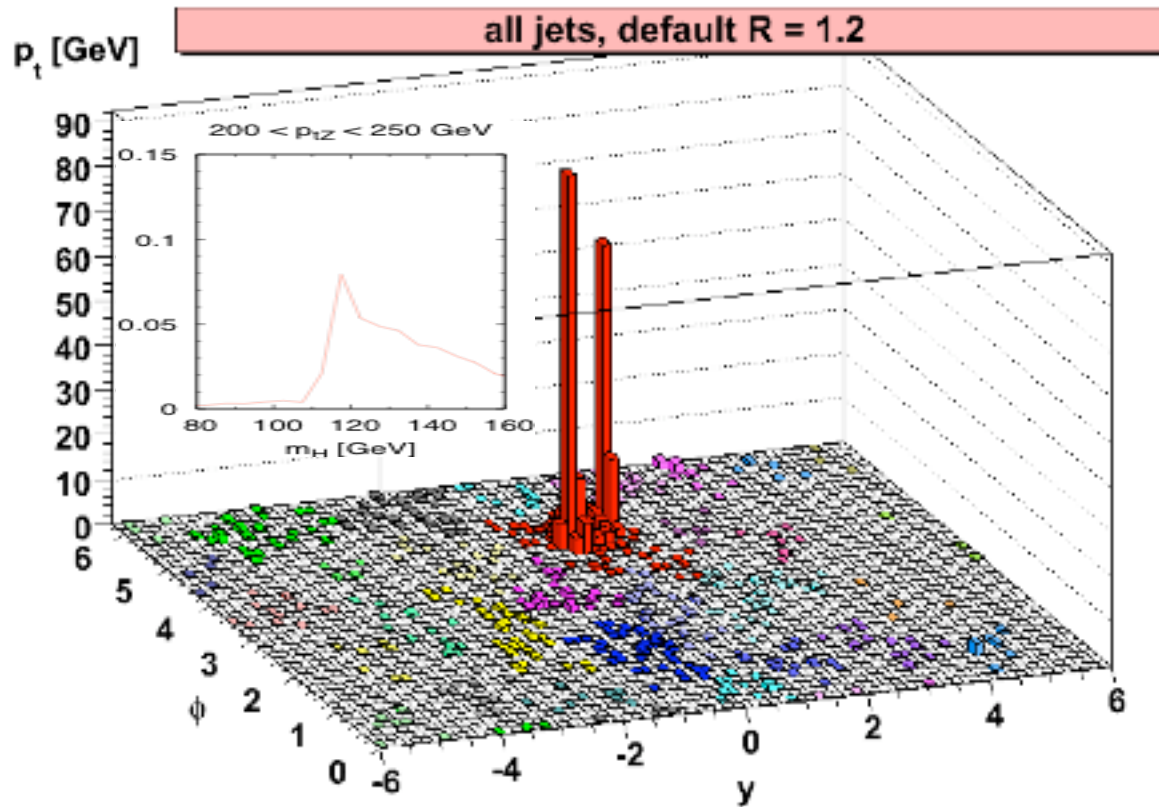 all jets, default R = 1.2
p_t [GeV]
90
80
70
60
50
40
30
20
10
0
200 < p_tZ < 250 GeV
0.15
0.1
0.05
0
80 100 120 140 160
m_H [GeV]
6
5
4
3
2
1
0
ϕ
-6 -4 -2 0 2 4 6
y